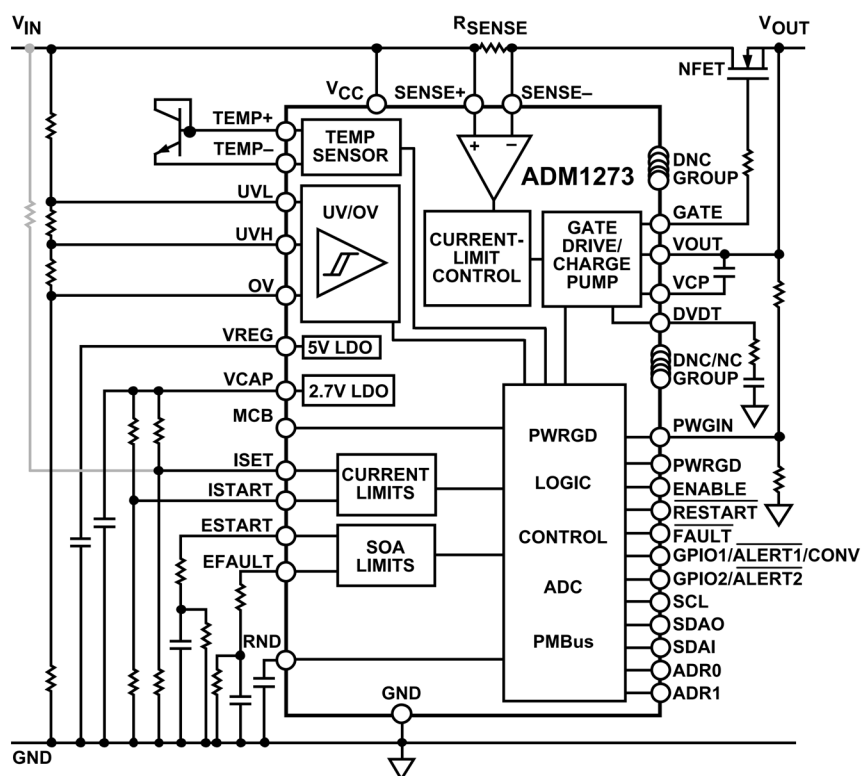 VIN
RSENSE
VOUT
NFET
VCC
SENSE+
SENSE–
TEMP+
TEMP–
TEMP
SENSOR
+
–
ADM1273
DNC
GROUP
UVL
UVH
OV
UV/OV
CURRENT-
LIMIT
CONTROL
GATE
DRIVE/
CHARGE
PUMP
GATE
VOUT
VCP
DVDT
VREG
5V LDO
DNC/NC
GROUP
VCAP
2.7V LDO
MCB
PWRGD
LOGIC
CONTROL
ADC
PMBus
PWGIN
PWRGD
ENABLE
RESTART
FAULT
GPIO1/ALERT1/CONV
GPIO2/ALERT2
SCL
SDAO
SDAI
ADR0
ADR1
ISET
ISTART
CURRENT
LIMITS
ESTART
EFAULT
SOA
LIMITS
RND
GND
GND